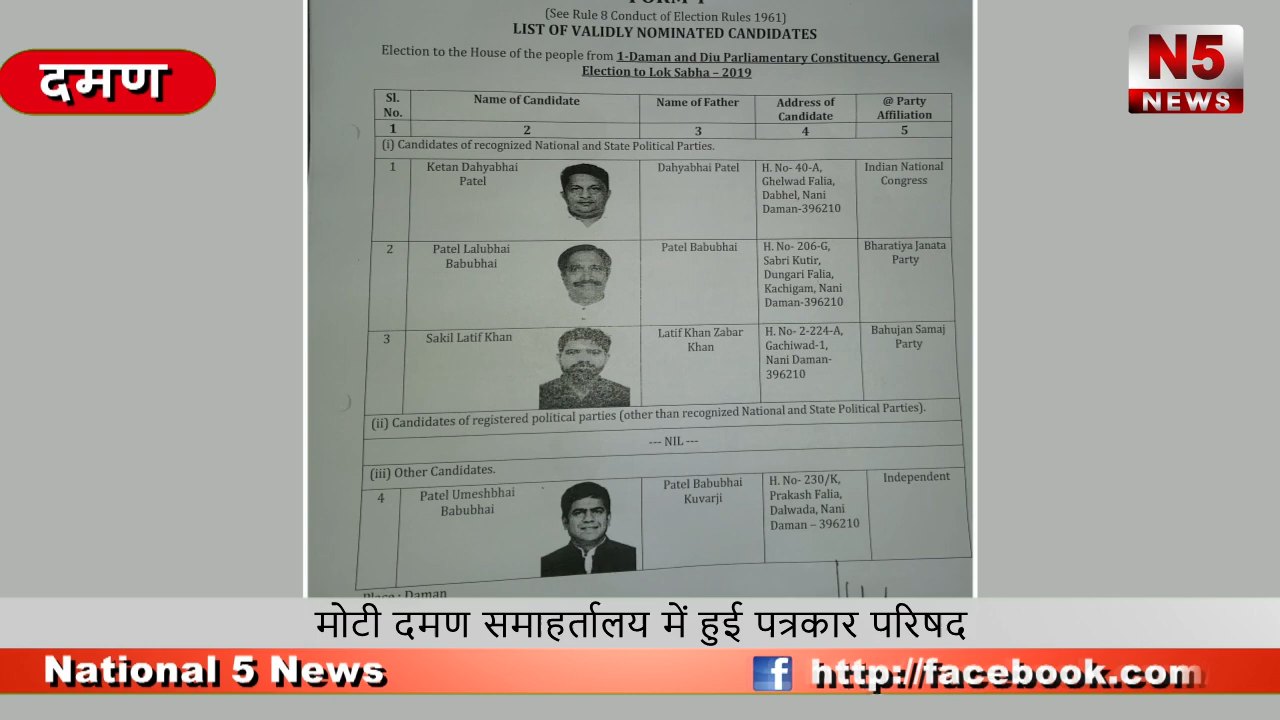 FORM 4
(See Rule 8 Conduct of Election Rules 1961)
LIST OF VALIDLY NOMINATED CANDIDATES
Election to the House of the people from 1-Daman and Diu Parliamentary Constituency, General
Election to Lok Sabha – 2019
दमण
N5
NEWS
Sl. No. Name of Candidate Name of Father Address of Candidate @ Party Affiliation
1 2 3 4 5
(i) Candidates of recognized National and State Political Parties.
1 Ketan Dahyabhai Dahyabhai Patel H. No- 40-A, Indian National
Patel Ghelwad Falia, Congress
Dabhel, Nani
Daman-396210
2 Patel Lalubhai Patel Babubhai H. No- 206-G, Bharatiya Janata
Babubhai Sabri Kutir, Party
Dungari Falia,
Kachigam, Nani
Daman-396210
3 Sakil Latif Khan Latif Khan Zabar H. No- 2-224-A, Bahujan Samaj
Khan Gachiwad-1, Party
Nani Daman-
396210
(ii) Candidates of registered political parties (other than recognized National and State Political Parties).
--- NIL ---
(iii) Other Candidates.
4 Patel Umeshbhai Patel Babubhai H. No- 230/K, Independent
Babubhai Kuvarji Prakash Falia,
Dalwada, Nani
Daman – 396210
Place : Daman
मोटी दमण समाहर्तालय में हुई पत्रकार परिषद
National 5 News
http://facebook.com